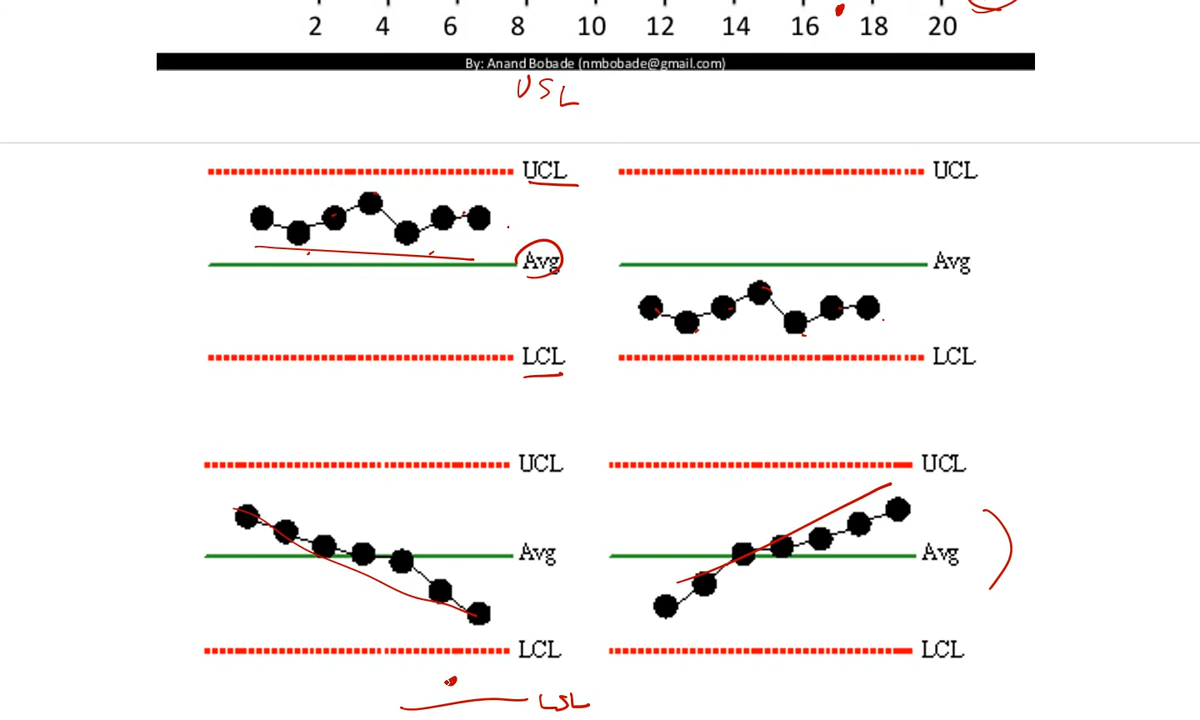 2 4 6 8 10 12 14 16 18 20
By: Anand Bobade (nmbobade@gmail.com)
USL
UCL UCL
Avg Avg
LCL LCL
UCL UCL
Avg Avg
LCL LCL
LSL